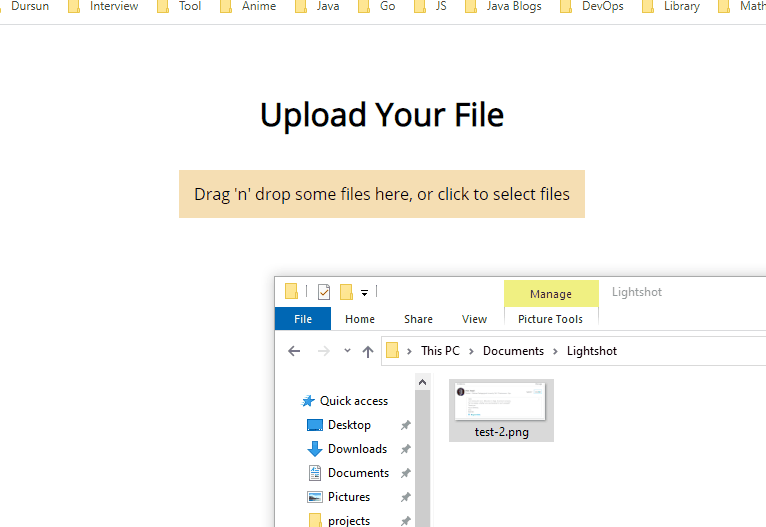 Dursun Interview Tool Anime Java Go JS Java Blogs DevOps Library Math
Upload Your File
Drag 'n' drop some files here, or click to select files
Manage Lightshot
File Home Share View Picture Tools
This PC > Documents > Lightshot
Quick access
Desktop
Downloads
Documents
Pictures
projects
test-2.png